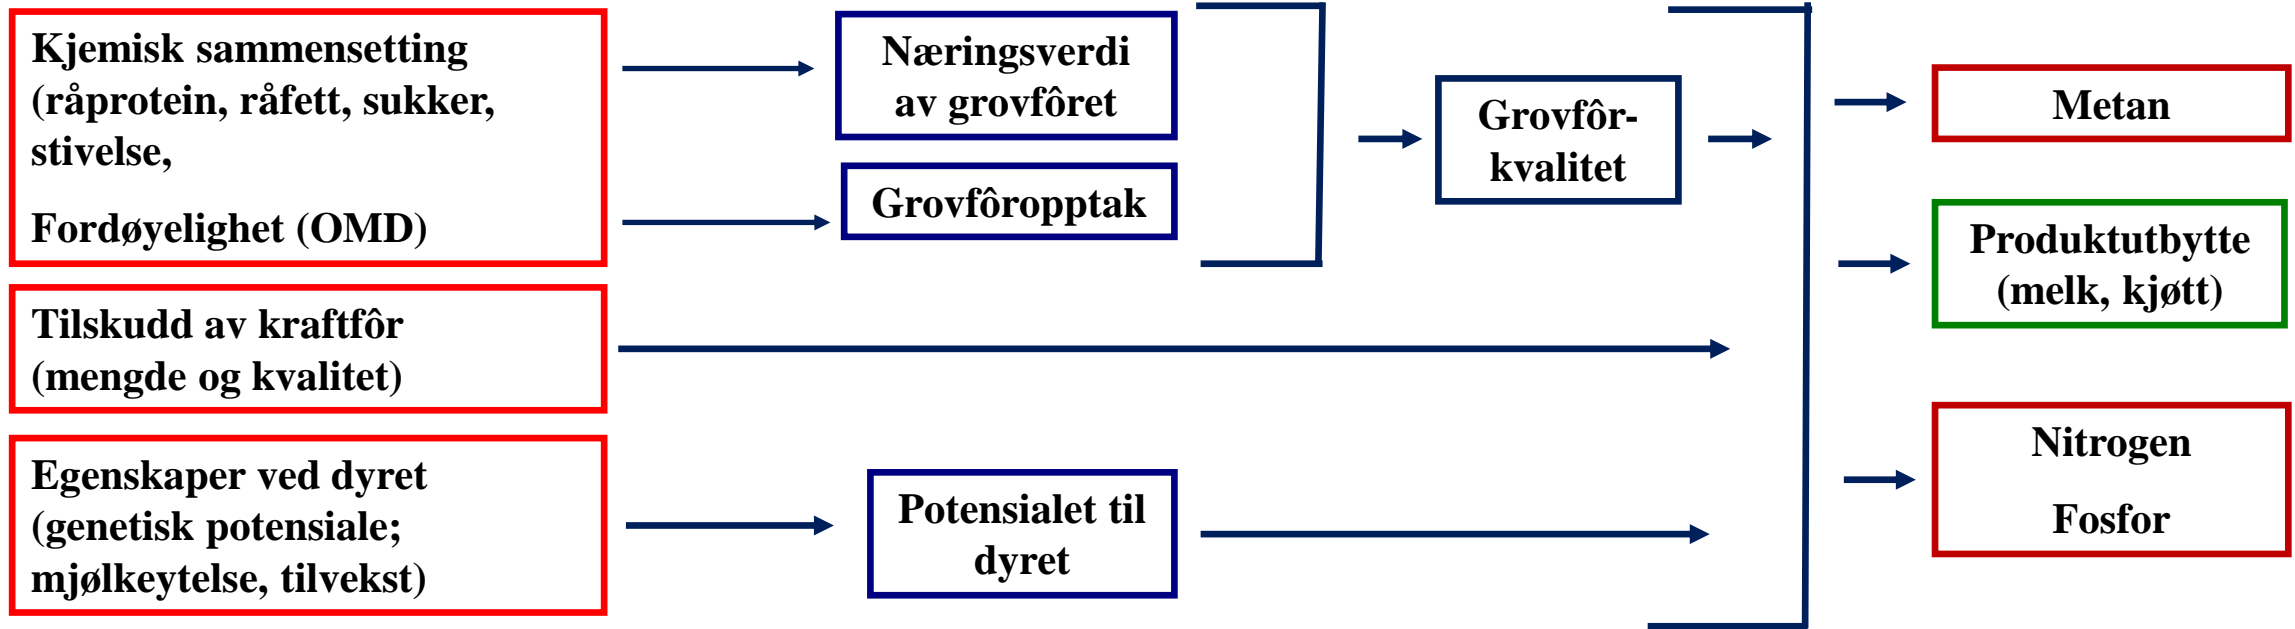 Kjemisk sammensetting
(råprotein, råfett, sukker,
stivelse,
Fordøyelighet (OMD)
Tilskudd av kraftfôr
(mengde og kvalitet)
Egenskaper ved dyret
(genetisk potensiale;
mjølkeytelse, tilvekst)
Næringsverdi
av grovfôret
Grovfôropptak
Potensialet til
dyret
Grovfôr-
kvalitet
Metan
Produktutbytte
(melk, kjøtt)
Nitrogen
Fosfor